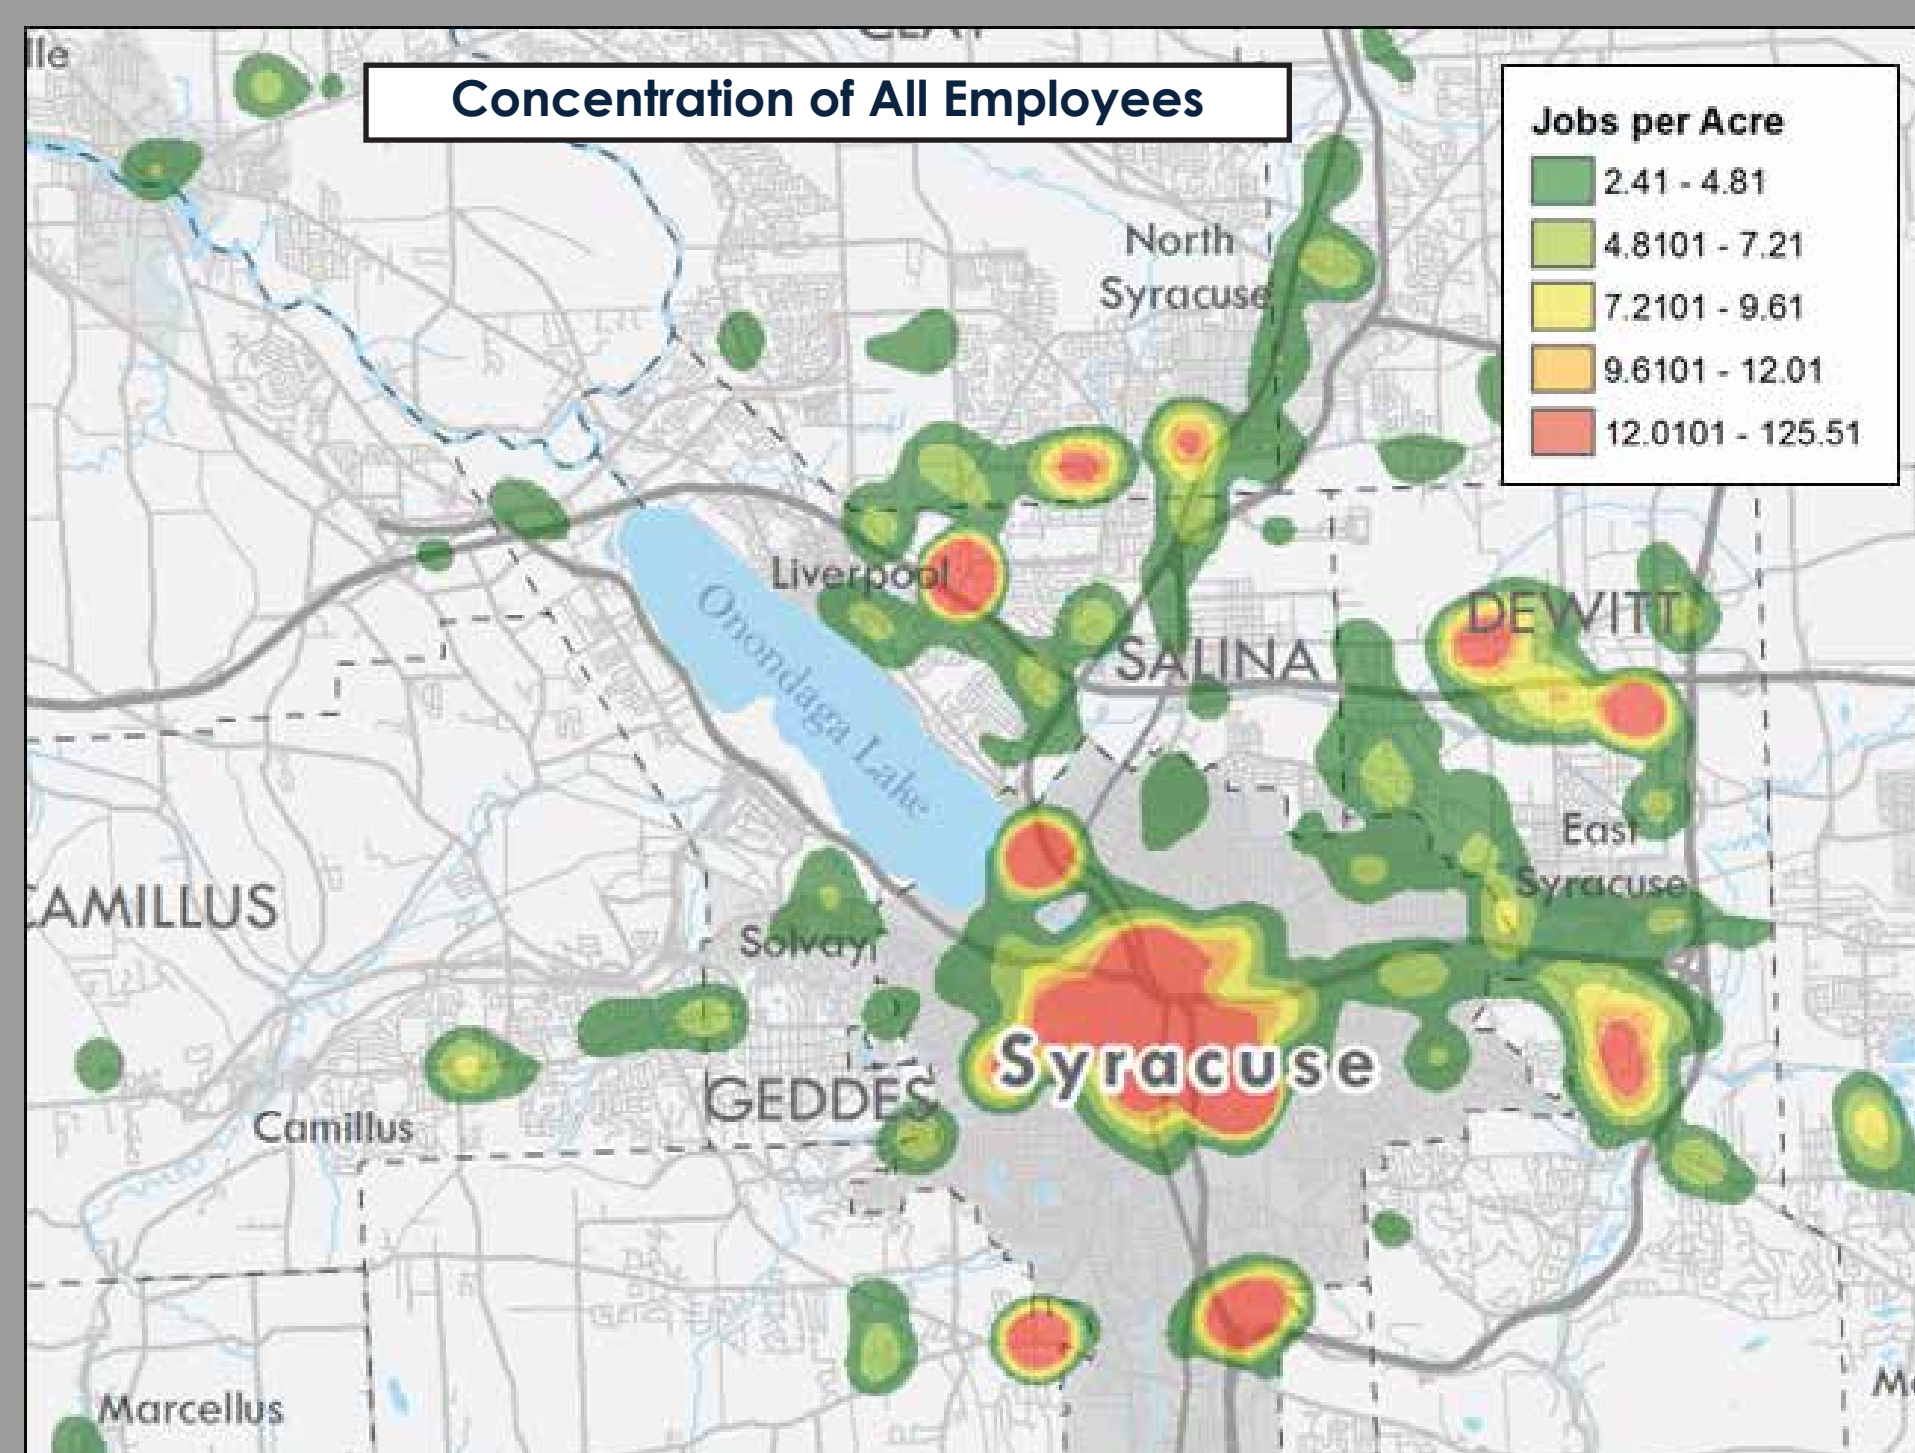 lle
CLAY
Concentration of All Employees
Jobs per Acre
2.41 - 4.81
4.8101 - 7.21
7.2101 - 9.61
9.6101 - 12.01
12.0101 - 125.51
North
Syracuse
Liverpool
Onondaga Lake
DEWITT
SALINA
East
Syracuse
CAMILLUS
Solvay
Syracuse
GEDDES
Camillus
Marcellus
M